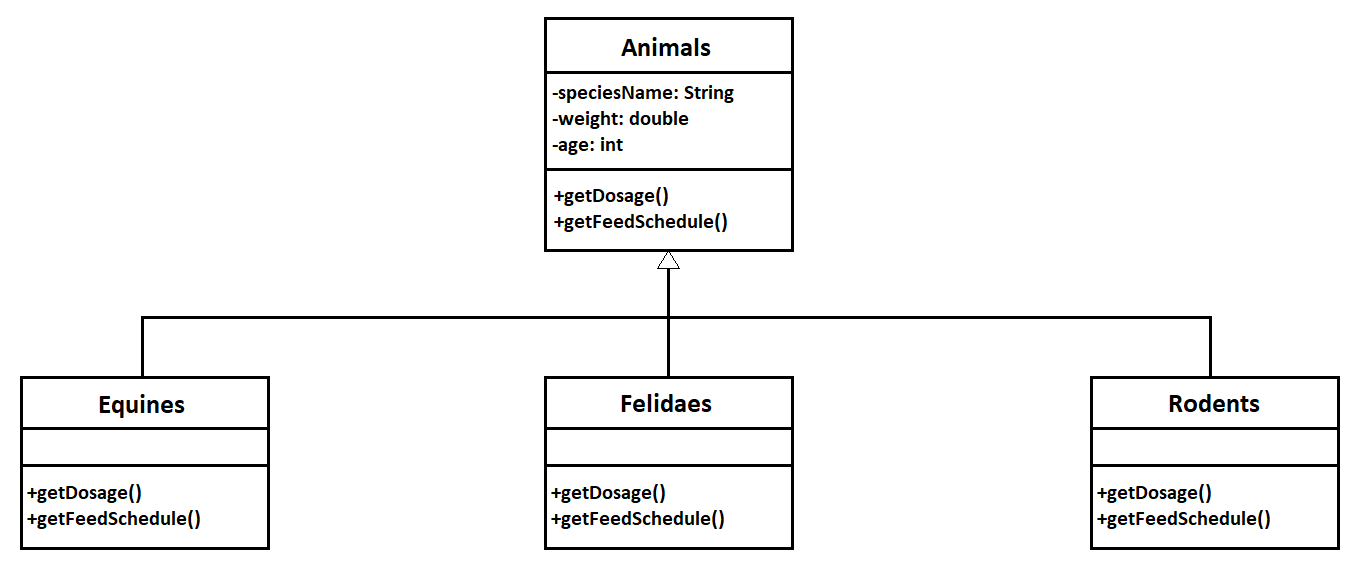 Animals
-speciesName: String
-weight: double
-age: int
+getDosage()
+getFeedSchedule()
Equines
+getDosage()
+getFeedSchedule()
Felidaes
+getDosage()
+getFeedSchedule()
Rodents
+getDosage()
+getFeedSchedule()